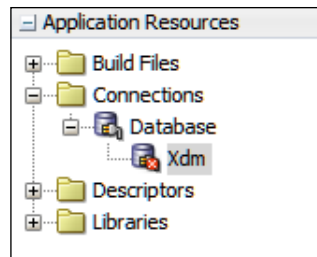 Application Resources
Build Files
Connections
Database
Xdm
Descriptors
Libraries